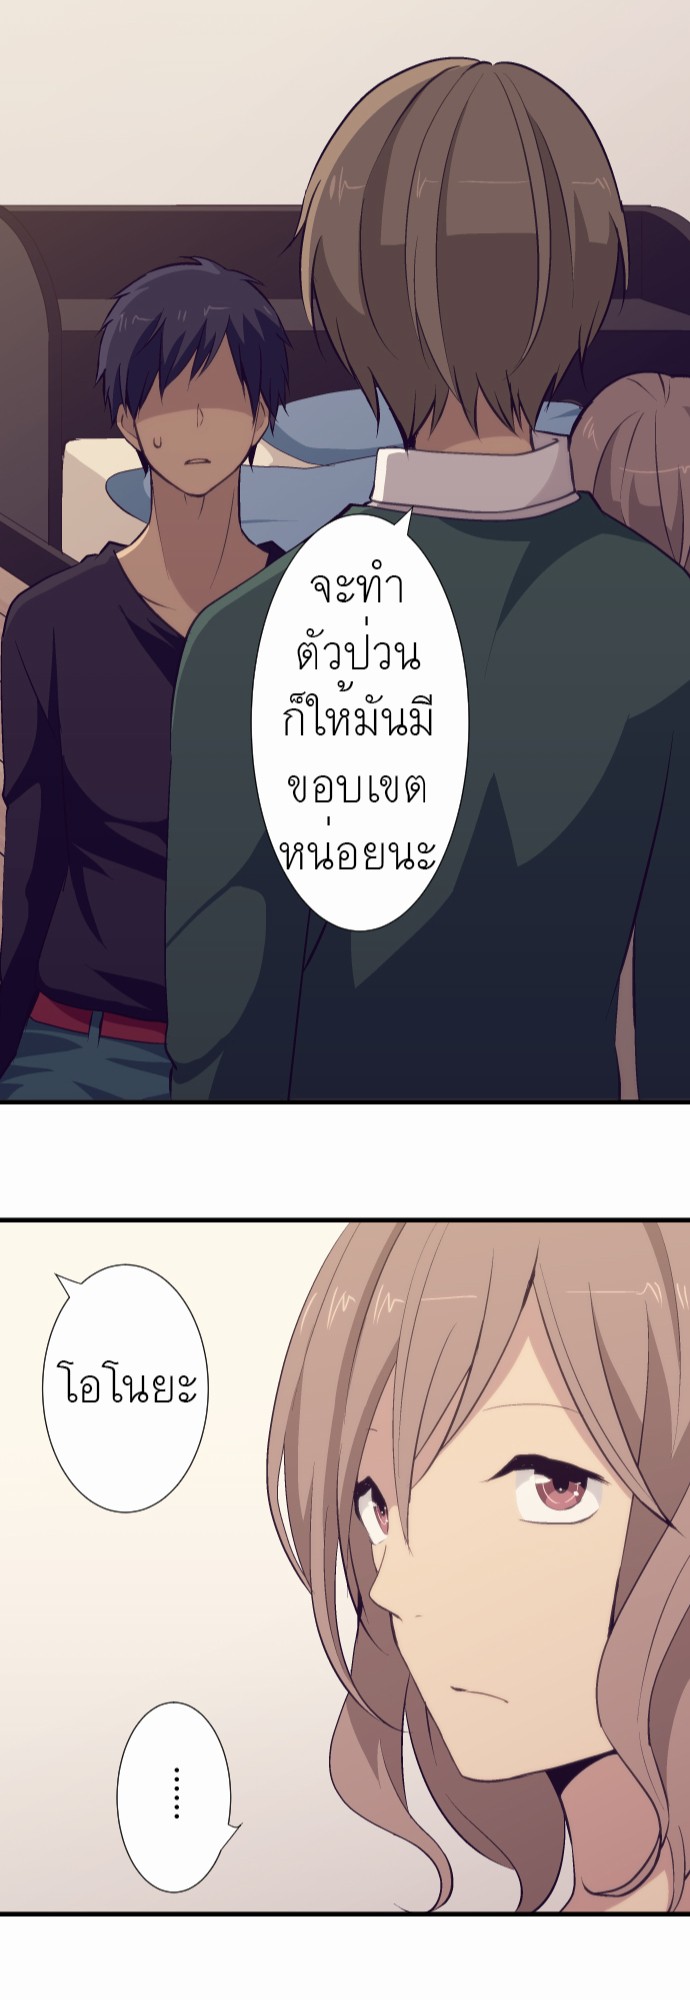 จะทำ
ตัวป่วน
ก็ให้มันมี
ขอบเขต
หน่อยนะ
โอโนยะ
......